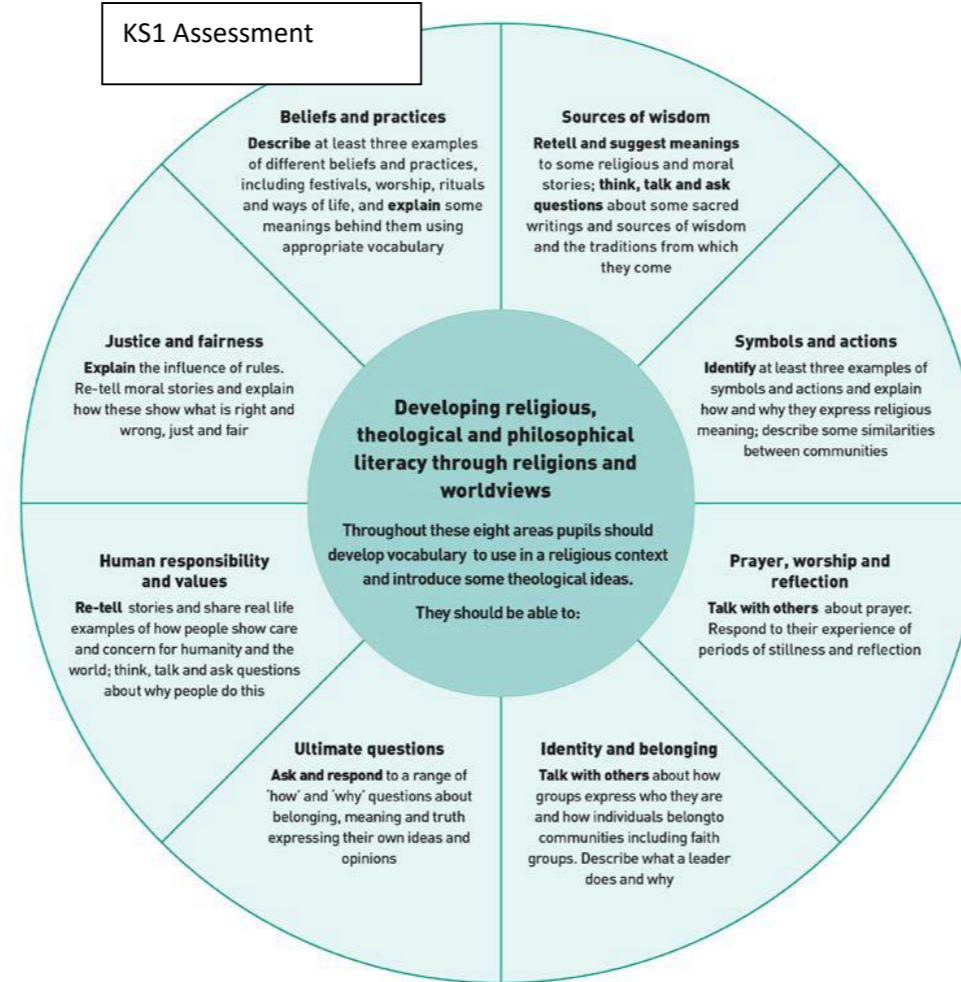 KS1 Assessment
Beliefs and practices
Describe at least three examples
of different beliefs and practices,
including festivals, worship, rituals
and ways of life, and explain some
meanings behind them using
appropriate vocabulary
Sources of wisdom
Retell and suggest meanings
to some religious and moral
stories; think, talk and ask
questions about some sacred
writings and sources of wisdom
and the traditions from which
they come
Justice and fairness
Explain the influence of rules.
Re-tell moral stories and explain
how these show what is right and
wrong, just and fair
Symbols and actions
Identify at least three examples of
symbols and actions and explain
how and why they express religious
meaning; describe some similarities
between communities
Developing religious,
theological and philosophical
literacy through religions and
worldviews
Throughout these eight areas pupils should
develop vocabulary to use in a religious context
and introduce some theological ideas.
They should be able to:
Human responsibility
and values
Re-tell stories and share real life
examples of how people show care
and concern for humanity and the
world; think, talk and ask questions
about why people do this
Prayer, worship and
reflection
Talk with others about prayer.
Respond to their experience of
periods of stillness and reflection
Ultimate questions
Ask and respond to a range of
'how' and 'why' questions about
belonging, meaning and truth
expressing their own ideas and
opinions
Identity and belonging
Talk with others about how
groups express who they are
and how individuals belongto
communities including faith
groups. Describe what a leader
does and why